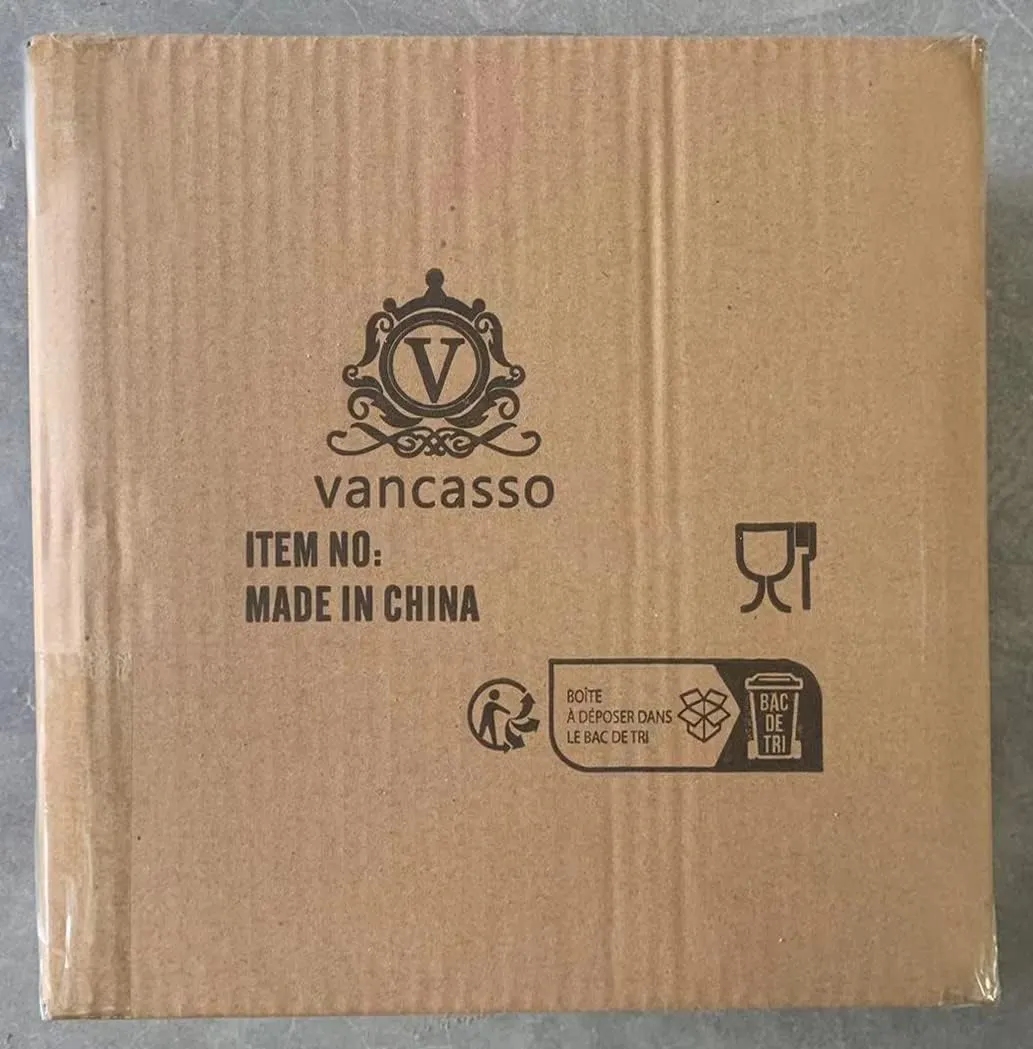 V
vancasso
ITEM NO:
MADE IN CHINA
BOÎTE
À DÉPOSER DANS
LE BAC DE TRI
BAC
DE
TRI